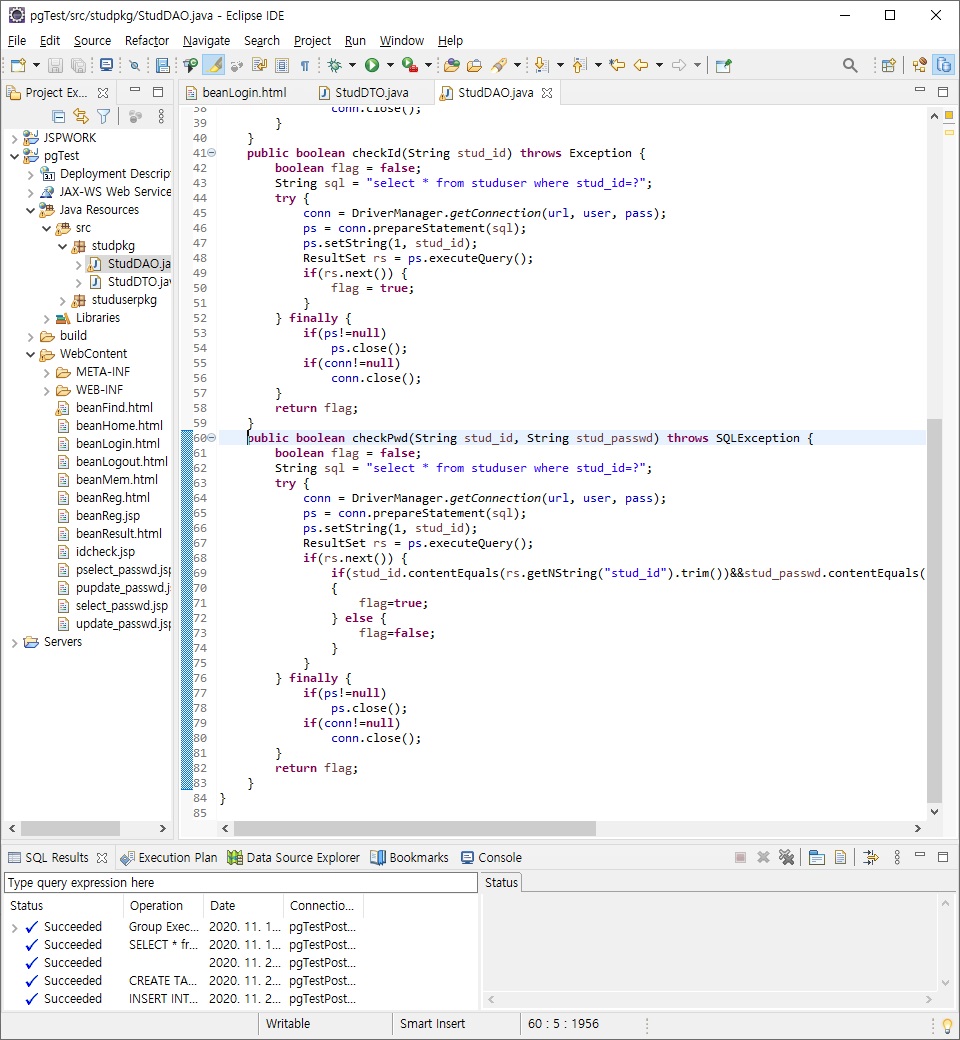 pgTest/src/studpkg/StudDAO.java - Eclipse IDE
File Edit Source Refactor Navigate Search Project Run Window Help
Project Ex...
beanLogin.html StudDTO.java StudDAO.java
JSPWORK
pgTest
Deployment Descrip
JAX-WS Web Service
Java Resources
src
studpkg
StudDAO.ja
StudDTO.jav
studuserpkg
Libraries
build
WebContent
META-INF
WEB-INF
beanFind.html
beanHome.html
beanLogin.html
beanLogout.html
beanMem.html
beanReg.html
beanReg.jsp
beanResult.html
idcheck.jsp
pselect_passwd.jsp
pupdate_passwd.js
select_passwd.jsp
update_passwd.jsp
Servers
38 conn.close();
39 }
40 }
41 public boolean checkId(String stud_id) throws Exception {
42 boolean flag = false;
43 String sql = "select * from studuser where stud_id=?";
44 try {
45 conn = DriverManager.getConnection(url, user, pass);
46 ps = conn.prepareStatement(sql);
47 ps.setString(1, stud_id);
48 ResultSet rs = ps.executeQuery();
49 if(rs.next()) {
50 flag = true;
51 }
52 } finally {
53 if(ps!=null)
54 ps.close();
55 if(conn!=null)
56 conn.close();
57 }
58 return flag;
59 }
60 public boolean checkPwd(String stud_id, String stud_passwd) throws SQLException {
61 boolean flag = false;
62 String sql = "select * from studuser where stud_id=?";
63 try {
64 conn = DriverManager.getConnection(url, user, pass);
65 ps = conn.prepareStatement(sql);
66 ps.setString(1, stud_id);
67 ResultSet rs = ps.executeQuery();
68 if(rs.next()) {
69 if(stud_id.contentEquals(rs.getNString("stud_id").trim())&&stud_passwd.contentEquals(
70 {
71 flag=true;
72 } else {
73 flag=false;
74 }
75 }
76 } finally {
77 if(ps!=null)
78 ps.close();
79 if(conn!=null)
80 conn.close();
81 }
82 return flag;
83 }
84 }
85
SQL Results Execution Plan Data Source Explorer Bookmarks Console
Type query expression here
Status
Status Operation Date Connectio...
Succeeded Group Exec... 2020. 11. 1... pgTestPost...
Succeeded SELECT * fr... 2020. 11. 1... pgTestPost...
Succeeded 2020. 11. 2... pgTestPost...
Succeeded CREATE TA... 2020. 11. 2... pgTestPost...
Succeeded INSERT INT... 2020. 11. 2... pgTestPost...
Writable Smart Insert 60 : 5 : 1956